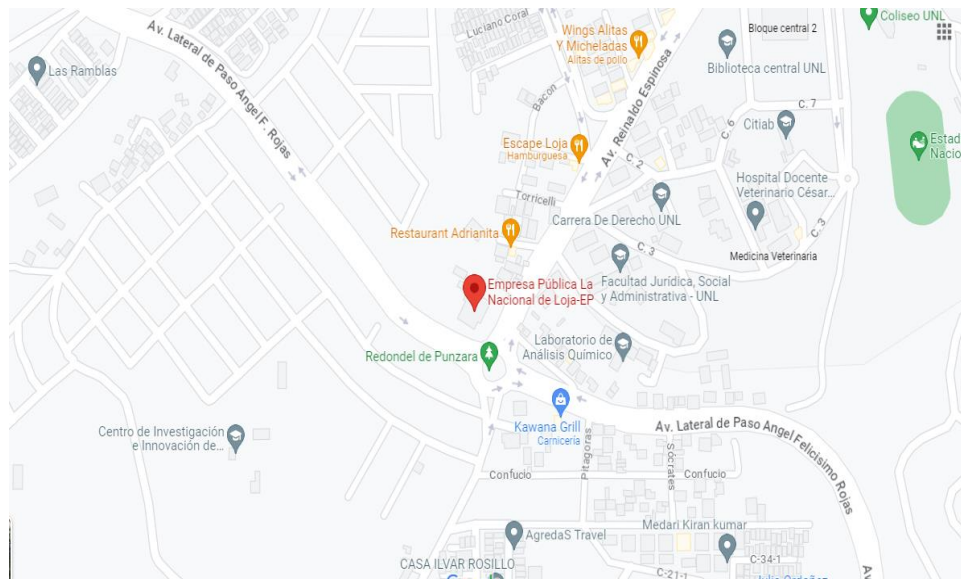 Coliseo UNL
Wings Alitas
Y Micheladas
Alitas de pollo
Luciano Coral
Bloque central 2
Av. Lateral de Paso Angel F. Rojas
Biblioteca central UNL
Las Ramblas
Av. Reinaldo Espinosa
Bacon
C. 7
C. 6
Citiab
Estad
Nacio
Escape Loja
Hamburguesa
C. 2
Hospital Docente
Veterinario César...
Torricelli
Carrera De Derecho UNL
C. 3
Restaurant Adrianita
C. 3
Medicina Veterinaria
Empresa Pública La
Nacional de Loja-EP
Facultad Jurídica, Social
y Administrativa - UNL
Laboratorio de
Análisis Químico
Redondel de Punzara
Kawana Grill
Carnicería
Av. Lateral de Paso Angel Felicisimo Rojas
Centro de Investigación
e Innovación de...
Pitagoras
Sócrates
Confucio
Confucio
Medari Kiran kumar
AgredaS Travel
C-34-1
CASA ILVAR ROSILLO
C-21-1
Av